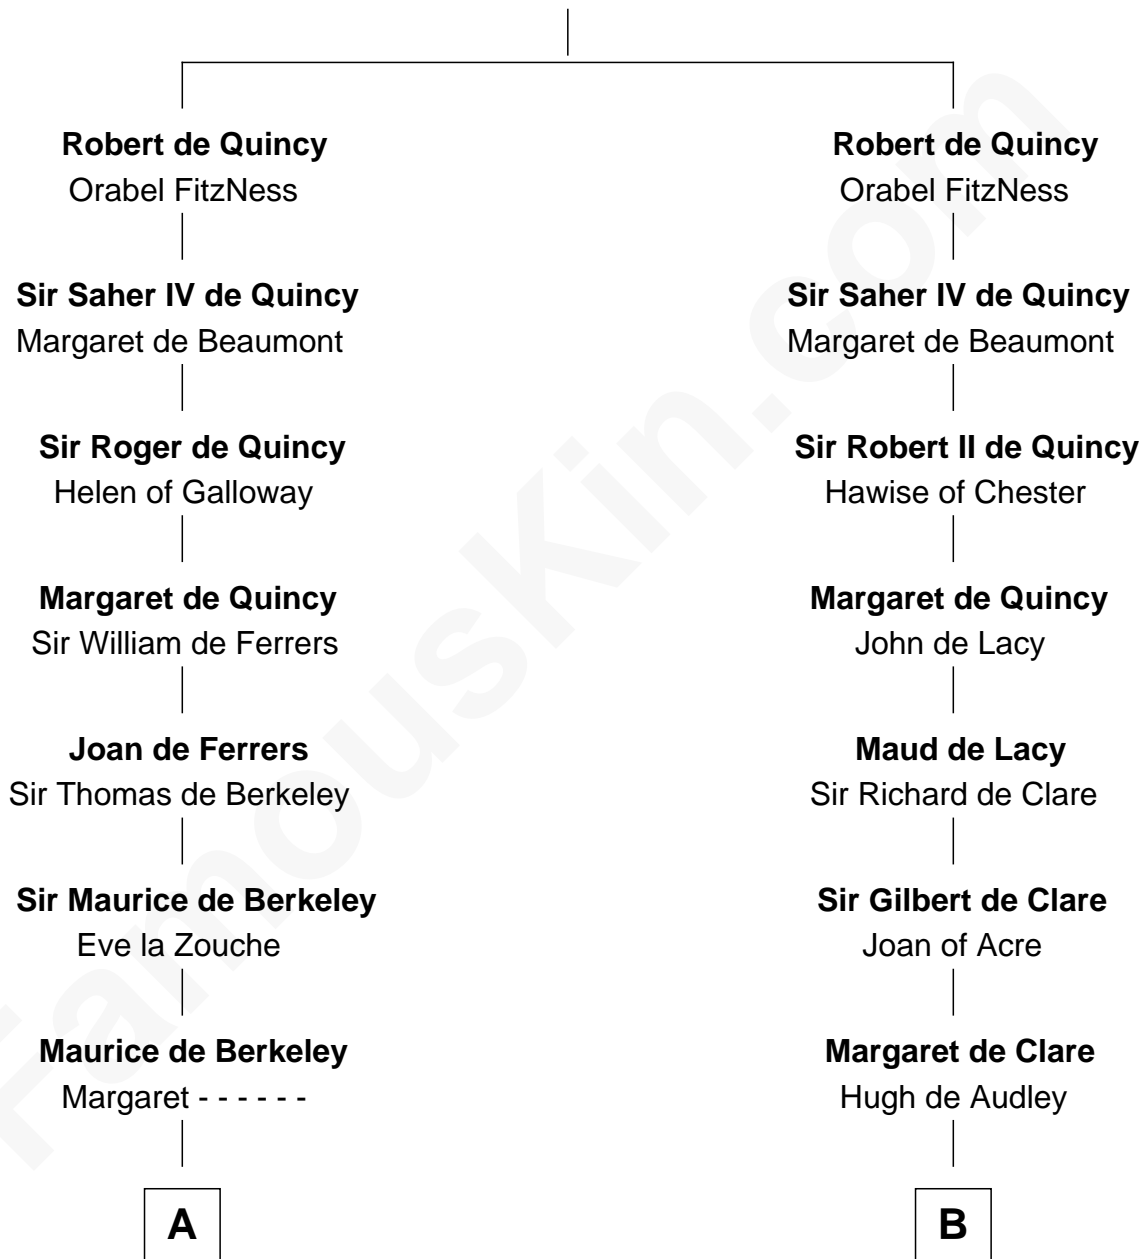 Robert de Quincy
Orabel FitzNess
Sir Saher IV de Quincy
Margaret de Beaumont
Sir Roger de Quincy
Helen of Galloway
Margaret de Quincy
Sir William de Ferrers
Joan de Ferrers
Sir Thomas de Berkeley
Sir Maurice de Berkeley
Eve la Zouche
Maurice de Berkeley
Margaret - - - - - -
A
Robert de Quincy
Orabel FitzNess
Sir Saher IV de Quincy
Margaret de Beaumont
Sir Robert II de Quincy
Hawise of Chester
Margaret de Quincy
John de Lacy
Maud de Lacy
Sir Richard de Clare
Sir Gilbert de Clare
Joan of Acre
Margaret de Clare
Hugh de Audley
B
FamousKin.com